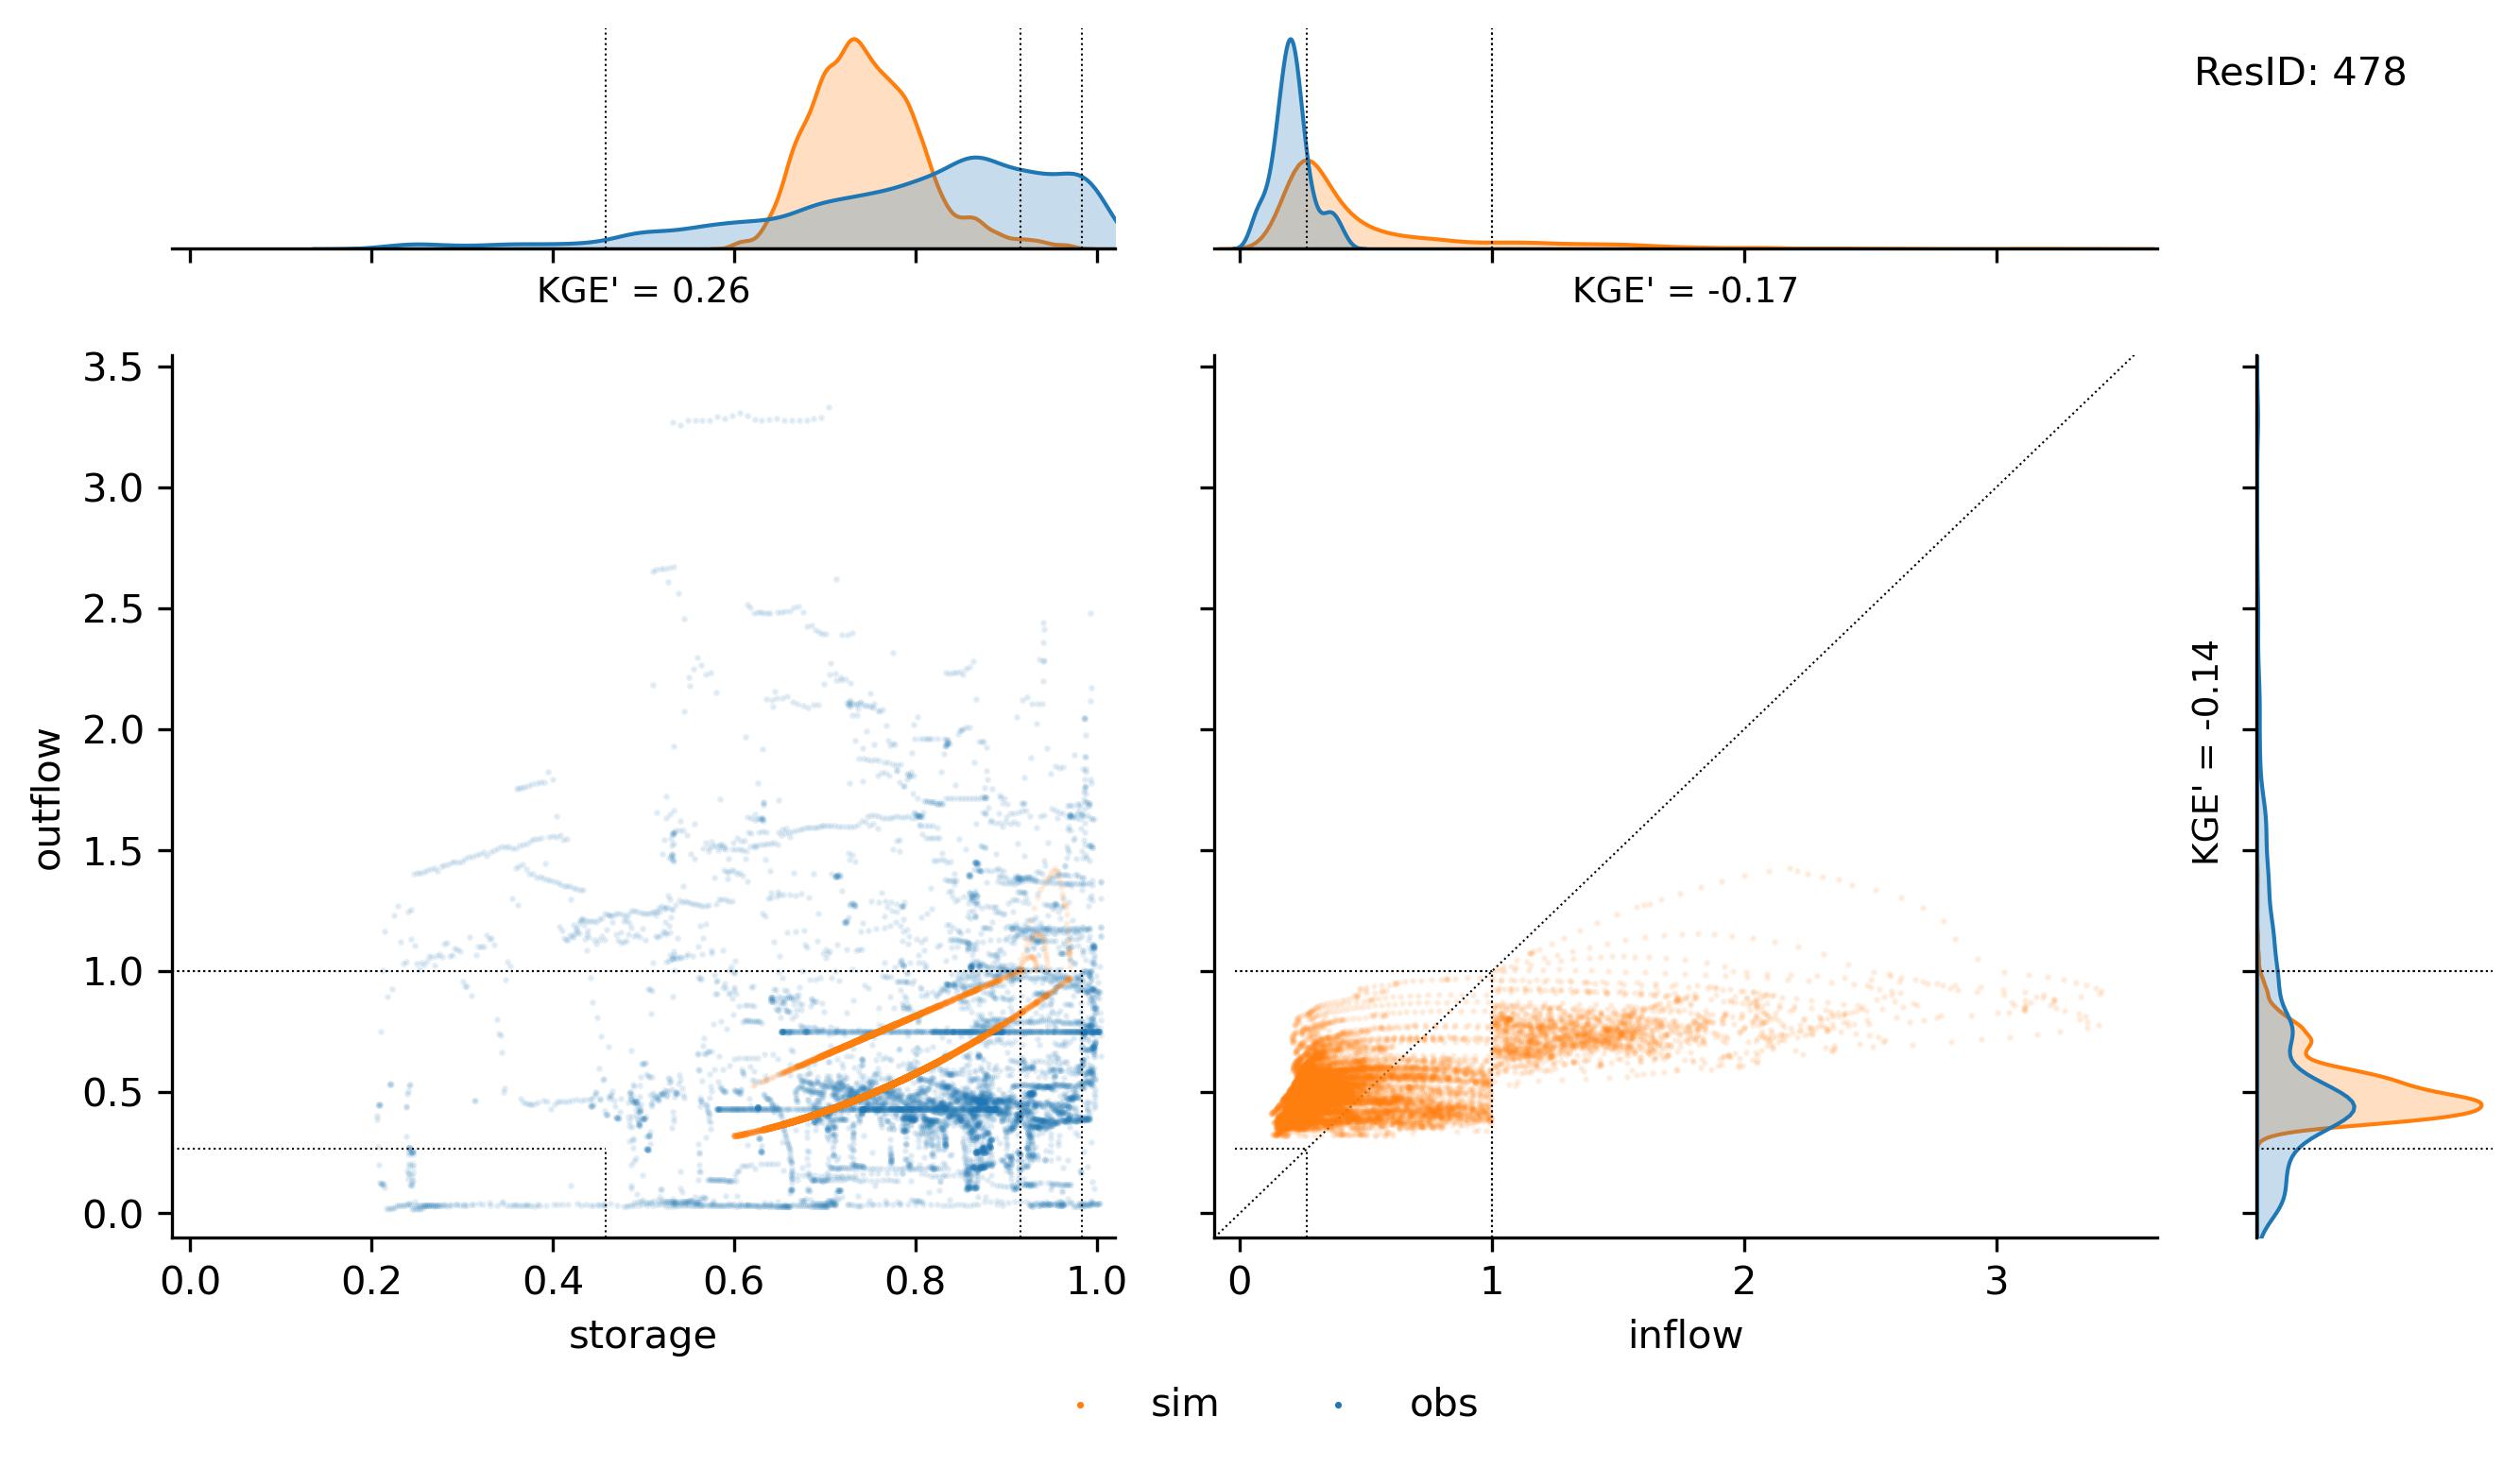 ResID: 478
KGE' = 0.26
KGE' = -0.17
3.5
3.0
2.5
2.0
1.5
1.0
0.5
0.0
outflow
KGE' = -0.14
0.0 0.2 0.4 0.6 0.8 1.0
0 1 2 3
storage
inflow
sim obs